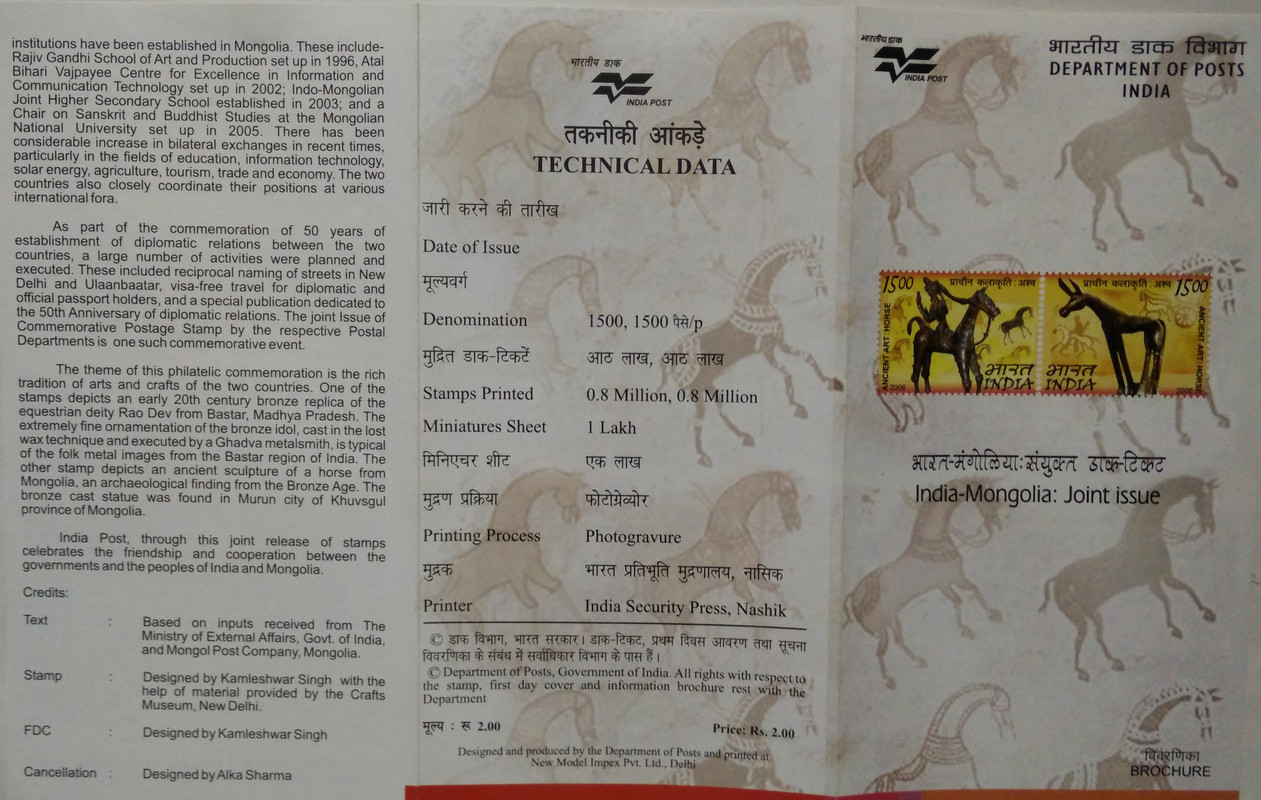 institutions have been established in Mongolia. These include-
Rajiv Gandhi School of Art and Production set up in 1996, Atal
Bihari Vajpayee Centre for Excellence in Information and
Communication Technology set up in 2002; Indo-Mongolian
Joint Higher Secondary School established in 2003; and a
Chair on Sanskrit and Buddhist Studies at the Mongolian
National University set up in 2005. There has been
considerable increase in bilateral exchanges in recent times,
particularly in the fields of education, information technology,
solar energy, agriculture, tourism, trade and economy. The two
countries also closely coordinate their positions at various
international fora.
As part of the commemoration of 50 years of
establishment of diplomatic relations between the two
countries, a large number of activities were planned and
executed. These included reciprocal naming of streets in New
Delhi and Ulaanbaatar, visa-free travel for diplomatic and
official passport holders, and a special publication dedicated to
the 50th Anniversary of diplomatic relations. The joint Issue of
Commemorative Postage Stamp by the respective Postal
Departments is one such commemorative event.
The theme of this philatelic commemoration is the rich
tradition of arts and crafts of the two countries. One of the
stamps depicts an early 20th century bronze replica of the
equestrian deity Rao Dev from Bastar, Madhya Pradesh. The
extremely fine ornamentation of the bronze idol, cast in the lost
wax technique and executed by a Ghadva metalsmith, is typical
of the folk metal images from the Bastar region of India. The
other stamp depicts an ancient sculpture of a horse from
Mongolia, an archaeological finding from the Bronze Age. The
bronze cast statue was found in Murun city of Khuvsgul
province of Mongolia.
India Post, through this joint release of stamps
celebrates the friendship and cooperation between the
governments and the peoples of India and Mongolia.
Credits:
Text : Based on inputs received from The
Ministry of External Affairs, Govt. of India,
and Mongol Post Company, Mongolia.
Stamp : Designed by Kamleshwar Singh with the
help of material provided by the Crafts
Museum, New Delhi.
FDC : Designed by Kamleshwar Singh
Cancellation : Designed by Alka Sharma
भारतीय डाक
INDIA POST
तकनीकी आंकड़े
TECHNICAL DATA
जारी करने की तारीख
Date of Issue
मूल्यवर्ग
Denomination 1500, 1500 पैसे/p
मुद्रित डाक-टिकटें आठ लाख, आठ लाख
Stamps Printed 0.8 Million, 0.8 Million
Miniatures Sheet 1 Lakh
मिनिएचर शीट एक लाख
मुद्रण प्रक्रिया फोटोग्रेव्योर
Printing Process Photogravure
मुद्रक भारत प्रतिभूति मुद्रणालय, नासिक
Printer India Security Press, Nashik
© डाक विभाग, भारत सरकार। डाक-टिकट, प्रथम दिवस आवरण तथा सूचना
विवरणिका के संबंध में सर्वाधिकार विभाग के पास हैं।
© Department of Posts, Government of India. All rights with respect to
the stamp, first day cover and information brochure rest with the
Department
मूल्य : रू 2.00 Price: Rs. 2.00
Designed and produced by the Department of Posts and printed at
New Model Impex Pvt. Ltd., Delhi
भारतीय डाक
INDIA POST
भारतीय डाक विभाग
DEPARTMENT OF POSTS
INDIA
1500 प्राचीन कलाकृति : अश्व
ANCIENT ART: HORSE
2006
भारत
INDIA
प्राचीन कलाकृति : अश्व 1500
ANCIENT ART: HORSE
भारत
INDIA
2006
भारत-मंगोलिया: संयुक्त डाक-टिकट
India-Mongolia: Joint issue
विवरणिका
BROCHURE